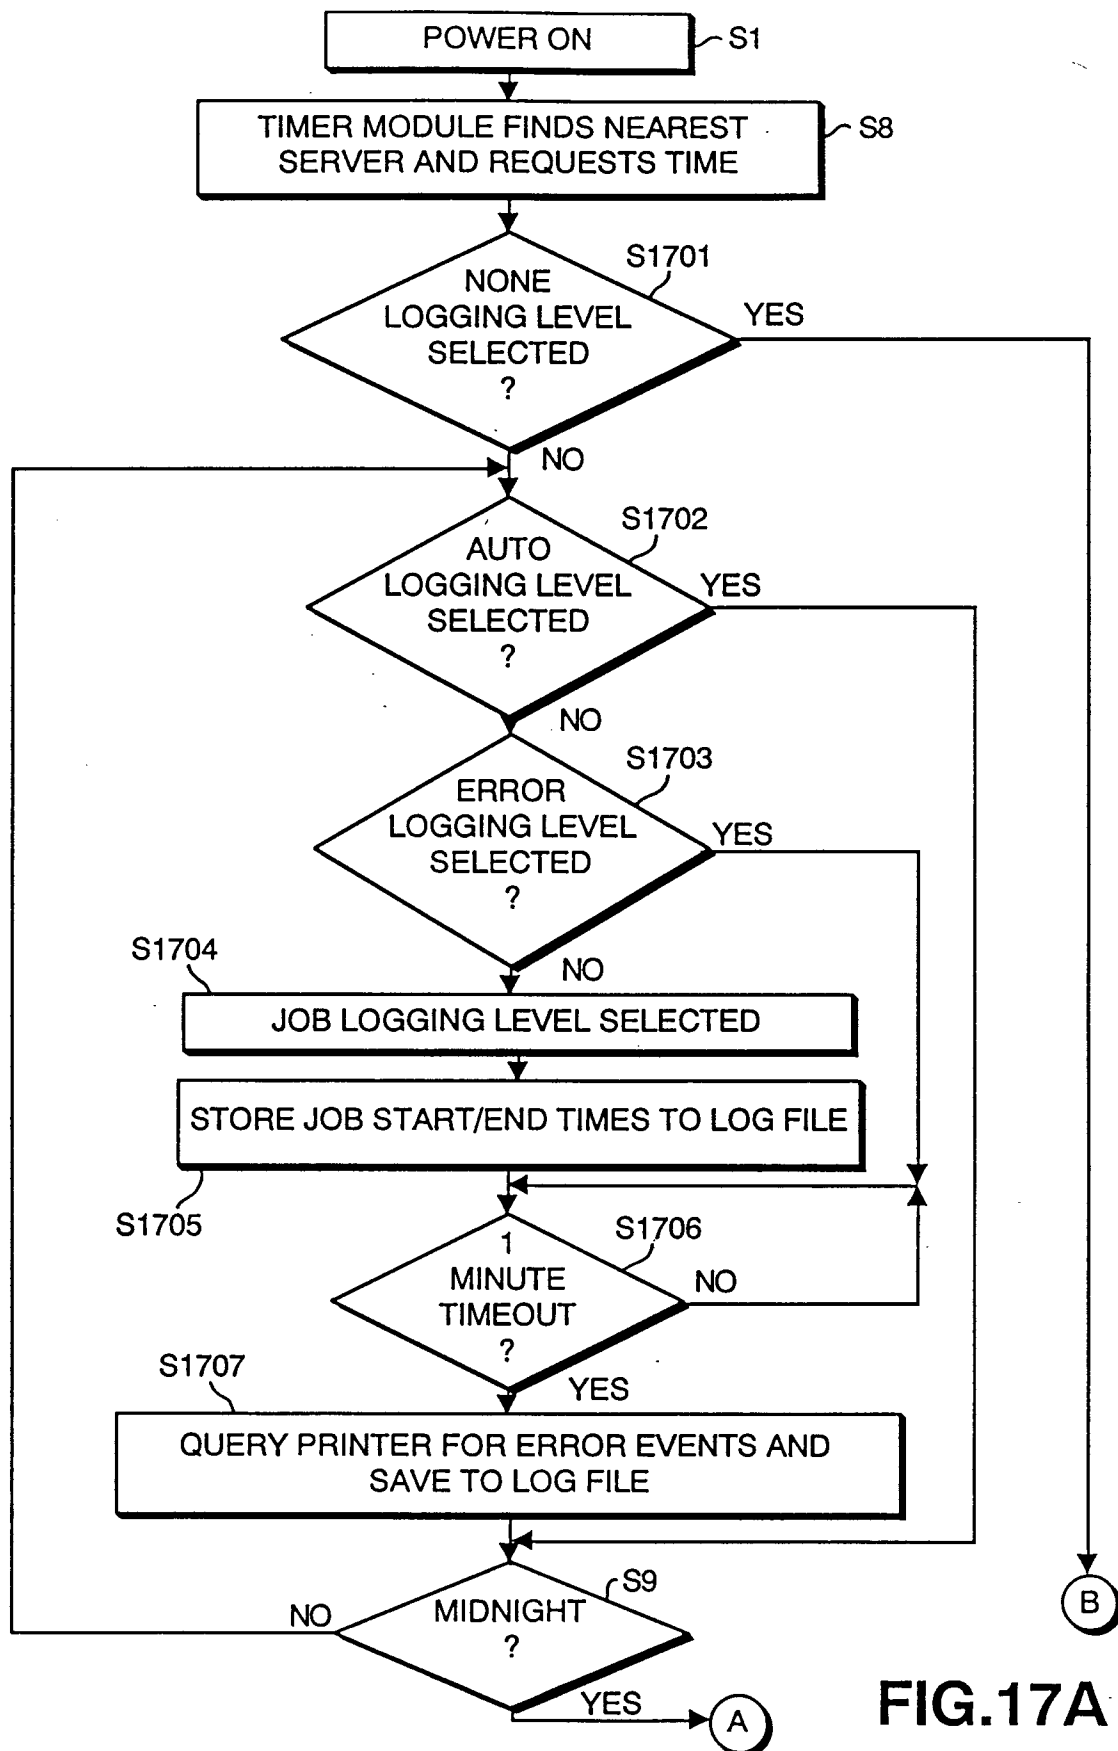 POWER ON
S1
TIMER MODULE FINDS NEAREST
SERVER AND REQUESTS TIME
S8
S1701
NONE
LOGGING LEVEL
SELECTED
?
YES
NO
S1702
AUTO
LOGGING LEVEL
SELECTED
?
YES
NO
S1703
ERROR
LOGGING LEVEL
SELECTED
?
YES
NO
S1704
JOB LOGGING LEVEL SELECTED
STORE JOB START/END TIMES TO LOG FILE
S1705
S1706
1
MINUTE
TIMEOUT
?
NO
YES
S1707
QUERY PRINTER FOR ERROR EVENTS AND
SAVE TO LOG FILE
S9
MIDNIGHT
?
NO
YES
A
B
FIG.17A